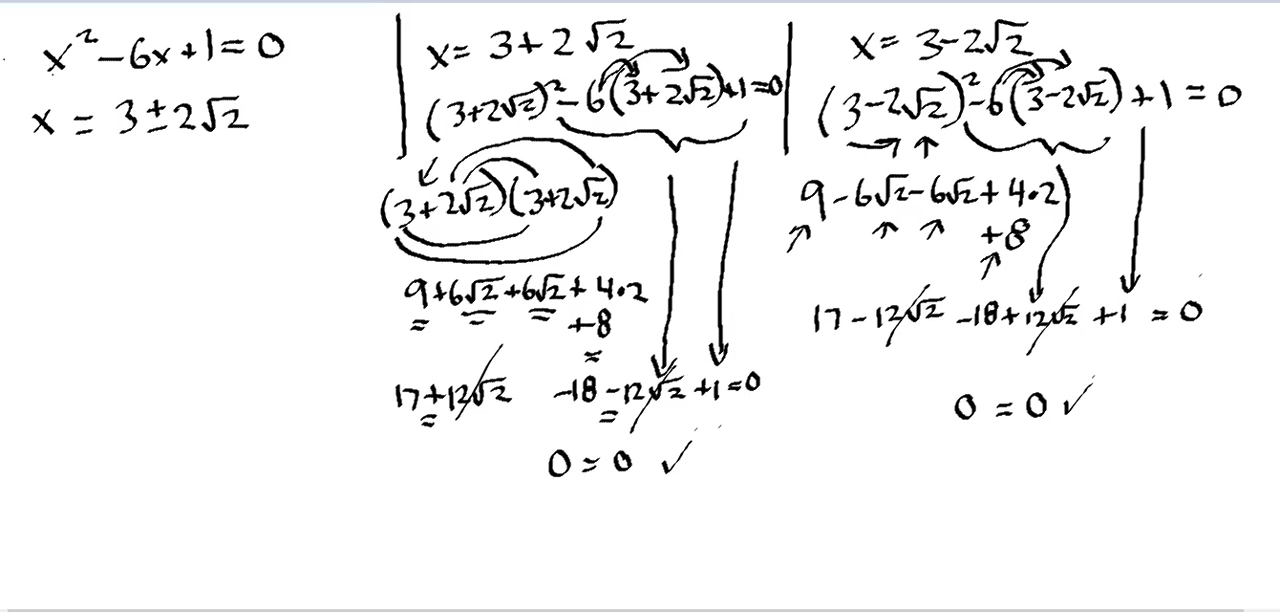 x² - 6x + 1 = 0
x = 3 ± 2√2
x = 3 + 2√2
(3+2√2)² - 6(3+2√2) + 1 = 0
(3+2√2)(3+2√2)
9 + 6√2 + 6√2 + 4·2
+8
17 + 12√2 -18 - 12√2 + 1 = 0
0 = 0 ✓
x = 3 - 2√2
(3-2√2)² - 6(3-2√2) + 1 = 0
9 - 6√2 - 6√2 + 4·2
+8
17 - 12√2 - 18 + 12√2 + 1 = 0
0 = 0 ✓